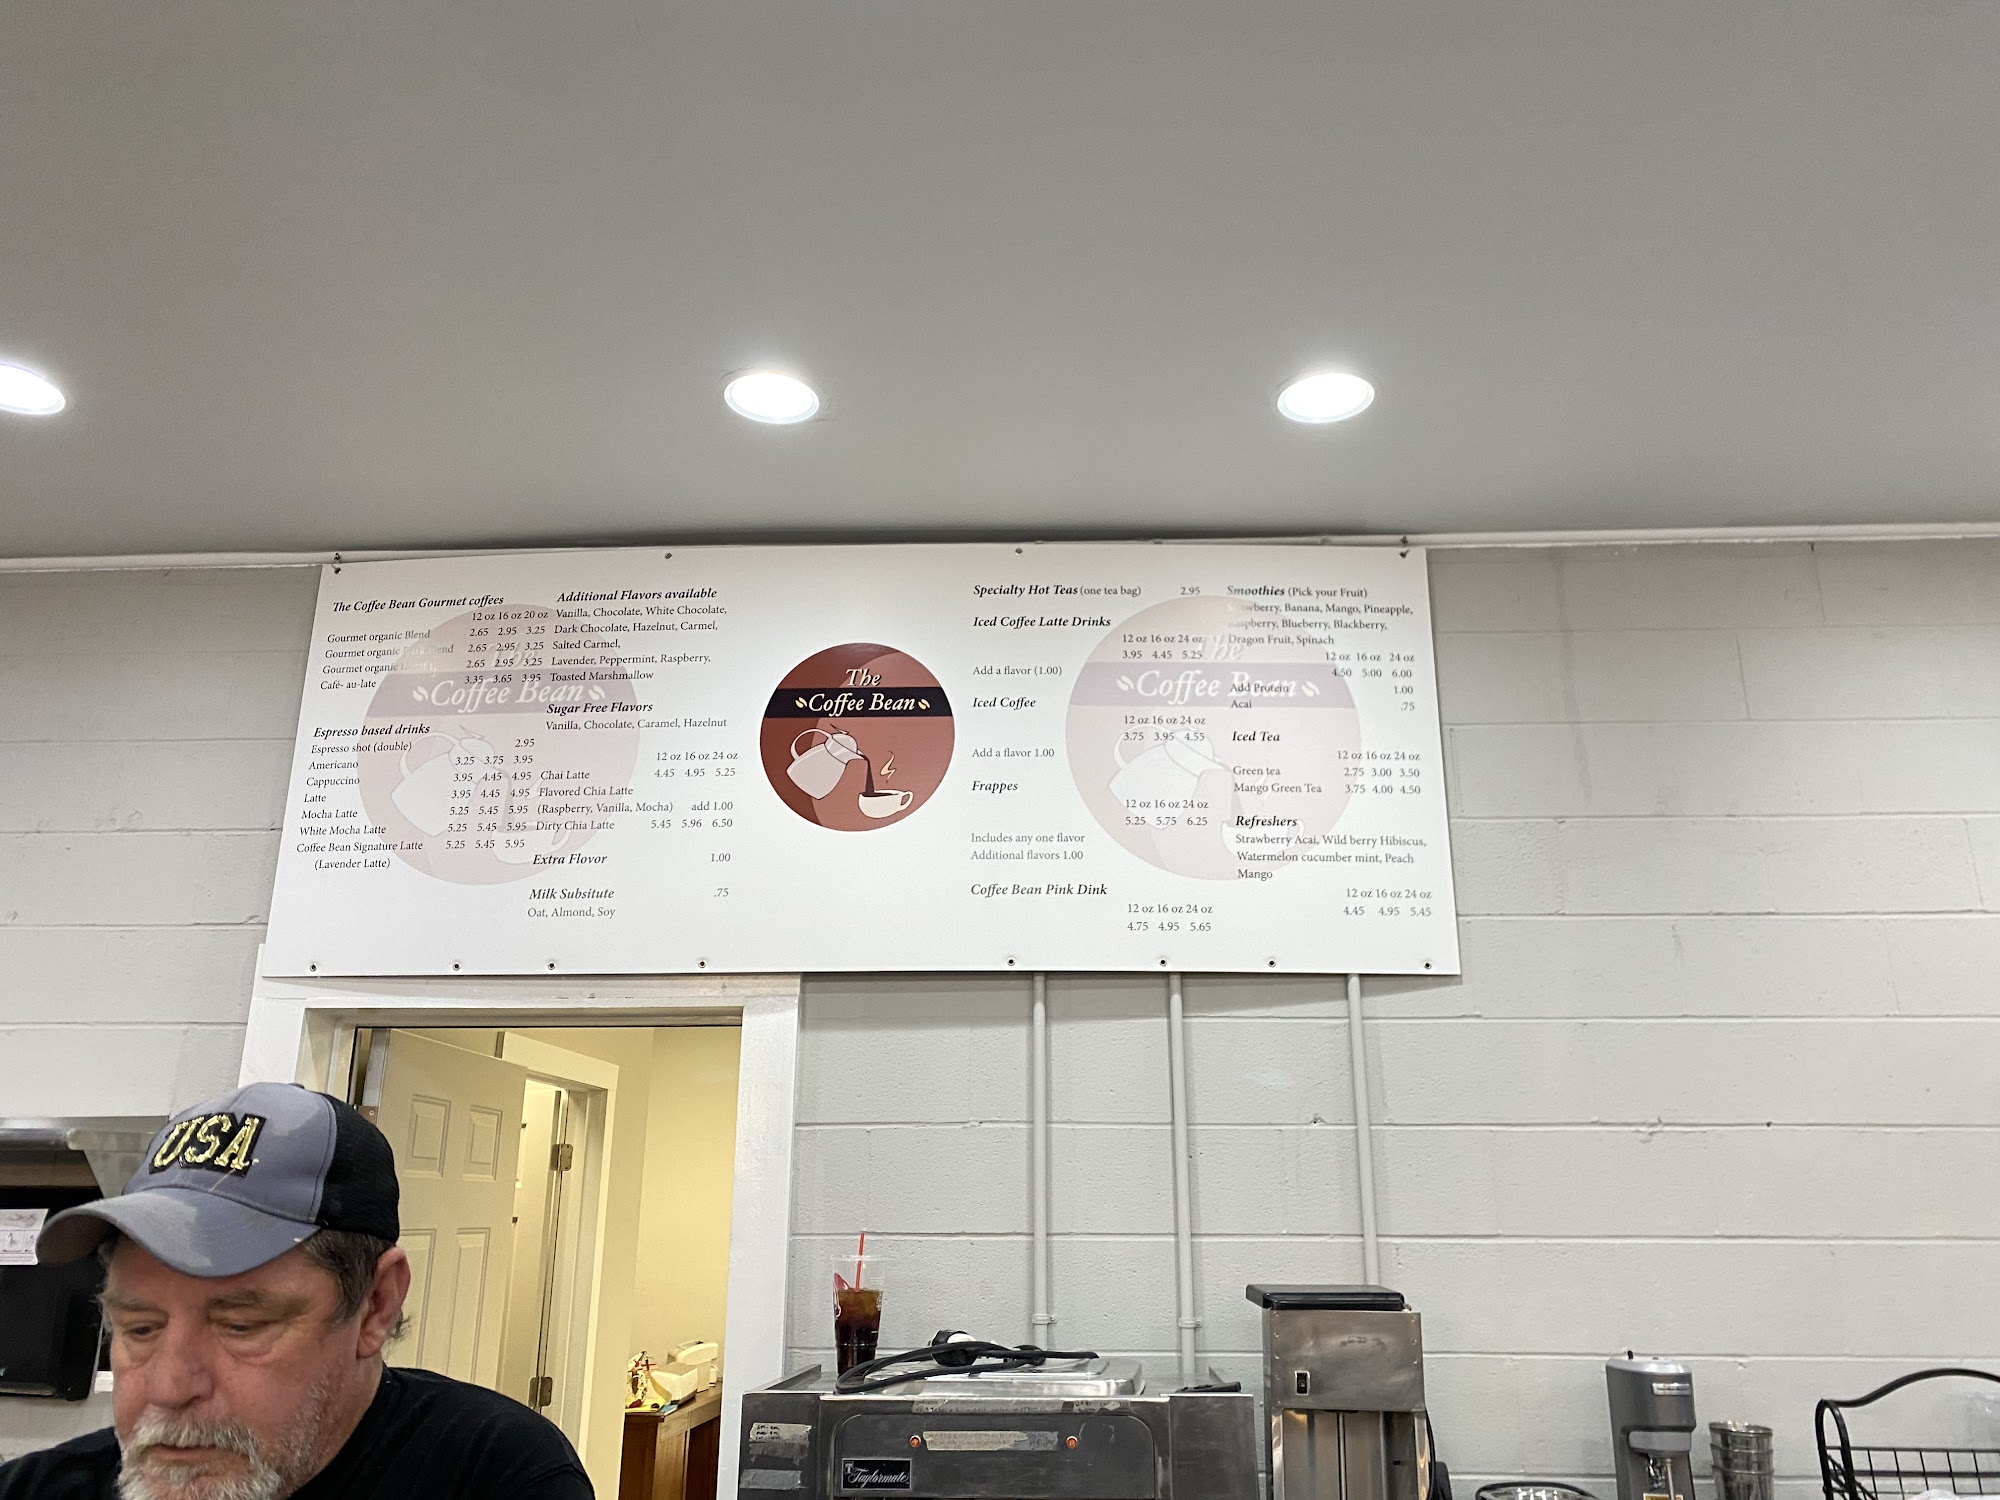 The Coffee Bean Gourmet coffees
12 oz 16 oz 20 oz
Gourmet organic Blend 2.65 2.95 3.25
Gourmet organic 2.65 2.95 3.25
Gourmet organic 2.65 2.95 3.25
Café- au-late 3.35 3.65 3.95
Espresso based drinks
Espresso shot (double) 2.95
Americano 3.25 3.75 3.95
Cappuccino 3.95 4.45 4.95
Latte 3.95 4.45 4.95
Mocha Latte 5.25 5.45 5.95
White Mocha Latte 5.25 5.45 5.95
Coffee Bean Signature Latte 5.25 5.45 5.95
(Lavender Latte)
Additional Flavors available
Vanilla, Chocolate, White Chocolate,
Dark Chocolate, Hazelnut, Carmel,
Salted Carmel,
Lavender, Peppermint, Raspberry,
Toasted Marshmallow
Sugar Free Flavors
Vanilla, Chocolate, Caramel, Hazelnut
12 oz 16 oz 24 oz
Chai Latte 4.45 4.95 5.25
Flavored Chia Latte
(Raspberry, Vanilla, Mocha) add 1.00
Dirty Chia Latte 5.45 5.96 6.50
Extra Flovor 1.00
Milk Subsitute .75
Oat, Almond, Soy
The
Coffee Bean
The
Coffee Bean
Specialty Hot Teas (one tea bag) 2.95
Iced Coffee Latte Drinks
12 oz 16 oz 24 oz
3.95 4.45 5.25
Add a flavor (1.00)
Iced Coffee
12 oz 16 oz 24 oz
3.75 3.95 4.55
Add a flavor 1.00
Frappes
12 oz 16 oz 24 oz
5.25 5.75 6.25
Includes any one flavor
Additional flavors 1.00
Coffee Bean Pink Dink
12 oz 16 oz 24 oz
4.75 4.95 5.65
The
Coffee Bean
Smoothies (Pick your Fruit)
Strawberry, Banana, Mango, Pineapple,
Raspberry, Blueberry, Blackberry,
Dragon Fruit, Spinach
12 oz 16 oz 24 oz
4.50 5:00 6.00
Add Protein 1.00
Acai .75
Iced Tea
12 oz 16 oz 24 oz
Green tea 2.75 3.00 3.50
Mango Green Tea 3.75 4.00 4.50
Refreshers
Strawberry Acai, Wild berry Hibiscus,
Watermelon cucumber mint, Peach
Mango
12 oz 16 oz 24 oz
4.45 4.95 5.45
USA
Taylormate